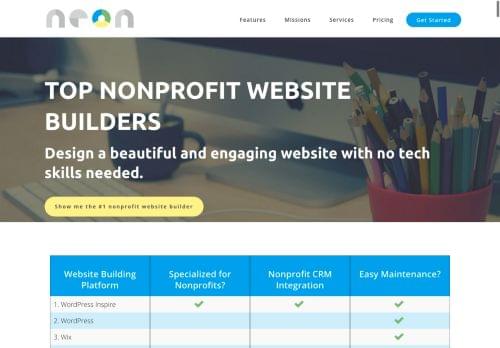 neon
Features Missions Services Pricing Get Started
TOP NONPROFIT WEBSITE
BUILDERS
Design a beautiful and engaging website with no tech
skills needed.
Show me the #1 nonprofit website builder
Website Building Platform Specialized for Nonprofits? Nonprofit CRM Integration Easy Maintenance?
1. WordPress Inspire
2. WordPress
3. Wix